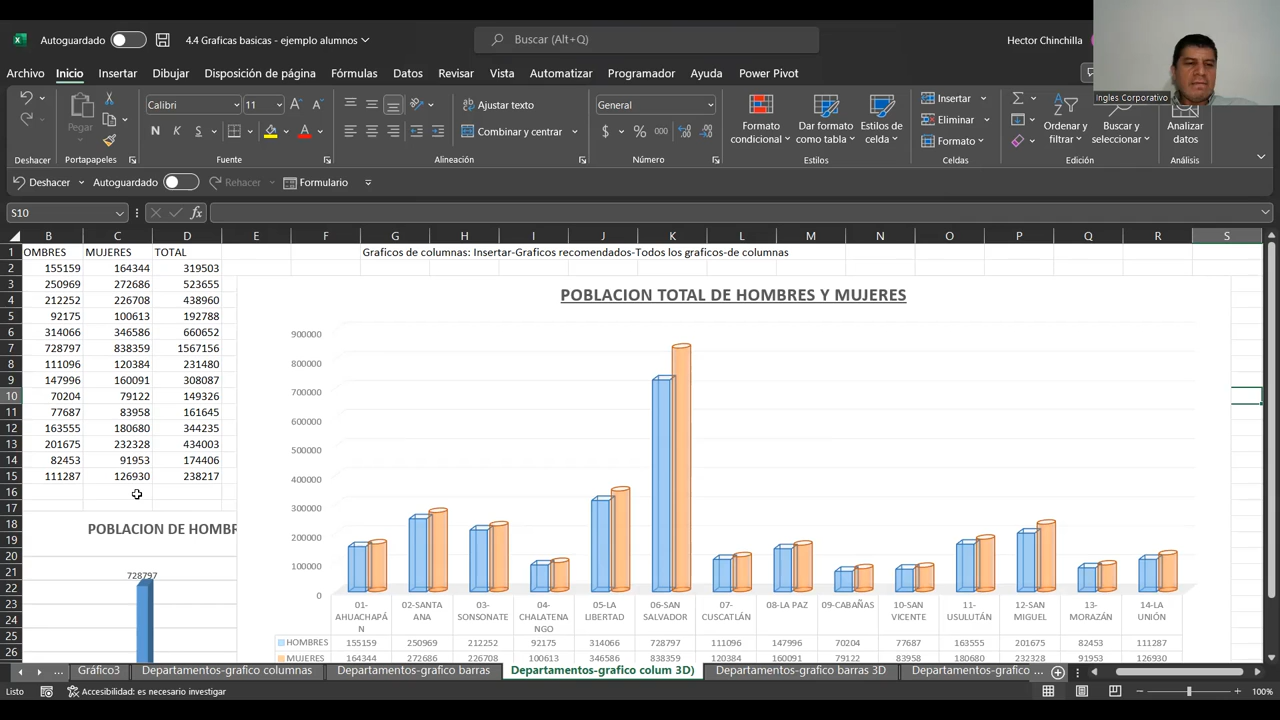 Autoguardado
4.4 Graficas basicas - ejemplo alumnos
Buscar (Alt+Q)
Hector Chinchilla
Ingles Corporativo
Archivo Inicio Insertar Dibujar Disposición de página Fórmulas Datos Revisar Vista Automatizar Programador Ayuda Power Pivot
Pegar
Deshacer Portapapeles
Calibri 11
N K S
Fuente
Ajustar texto
Combinar y centrar
Alineación
General
$ % 000
Número
Formato condicional
Dar formato como tabla
Estilos de celda
Estilos
Insertar
Eliminar
Formato
Celdas
Ordenar y filtrar
Buscar y seleccionar
Edición
Analizar datos
Análisis
Deshacer Autoguardado Rehacer Formulario
S10 fx
B C D E F G H I J K L M N O P Q R S
1 OMBRES MUJERES TOTAL Graficos de columnas: Insertar-Graficos recomendados-Todos los graficos-de columnas
2 155159 164344 319503
3 250969 272686 523655
4 212252 226708 438960
5 92175 100613 192788
6 314066 346586 660652
7 728797 838359 1567156
8 111096 120384 231480
9 147996 160091 308087
10 70204 79122 149326
11 77687 83958 161645
12 163555 180680 344235
13 201675 232328 434003
14 82453 91953 174406
15 111287 126930 238217
16
17
18
19
20
21
22
23
24
25
26
POBLACION DE HOMBR
728797
POBLACION TOTAL DE HOMBRES Y MUJERES
900000
800000
700000
600000
500000
400000
300000
200000
100000
0
01-AHUACHAPÁN 02-SANTA ANA 03-SONSONATE 04-CHALATENANGO 05-LA LIBERTAD 06-SAN SALVADOR 07-CUSCATLÁN 08-LA PAZ 09-CABAÑAS 10-SAN VICENTE 11-USULUTÁN 12-SAN MIGUEL 13-MORAZÁN 14-LA UNIÓN
HOMBRES 155159 250969 212252 92175 314066 728797 111096 147996 70204 77687 163555 201675 82453 111287
MUJERES 164344 272686 226708 100613 346586 838359 120384 160091 79122 83958 180680 232328 91953 126930
... Gráfico3 Departamentos-grafico columnas Departamentos-grafico barras Departamentos-grafico colum 3D) Departamentos-grafico barras 3D Departamentos-grafico ...
Listo Accesibilidad: es necesario investigar 100%